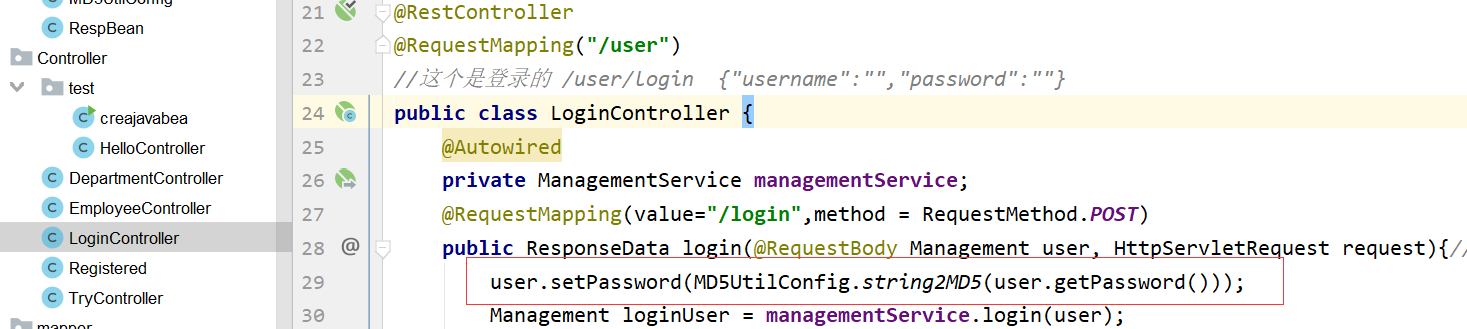 MD5UtilConfig
RespBean
Controller
test
creajavabea
HelloController
DepartmentController
EmployeeController
LoginController
Registered
TryController
mapper
21 @RestController
22 @RequestMapping("/user")
23 //这个是登录的 /user/login {"username":"","password":""}
24 public class LoginController {
25 @Autowired
26 private ManagementService managementService;
27 @RequestMapping(value="/login",method = RequestMethod.POST)
28 @ public ResponseData login(@RequestBody Management user, HttpServletRequest request){//
29 user.setPassword(MD5UtilConfig.string2MD5(user.getPassword()));
30 Management loginUser = managementService.login(user);